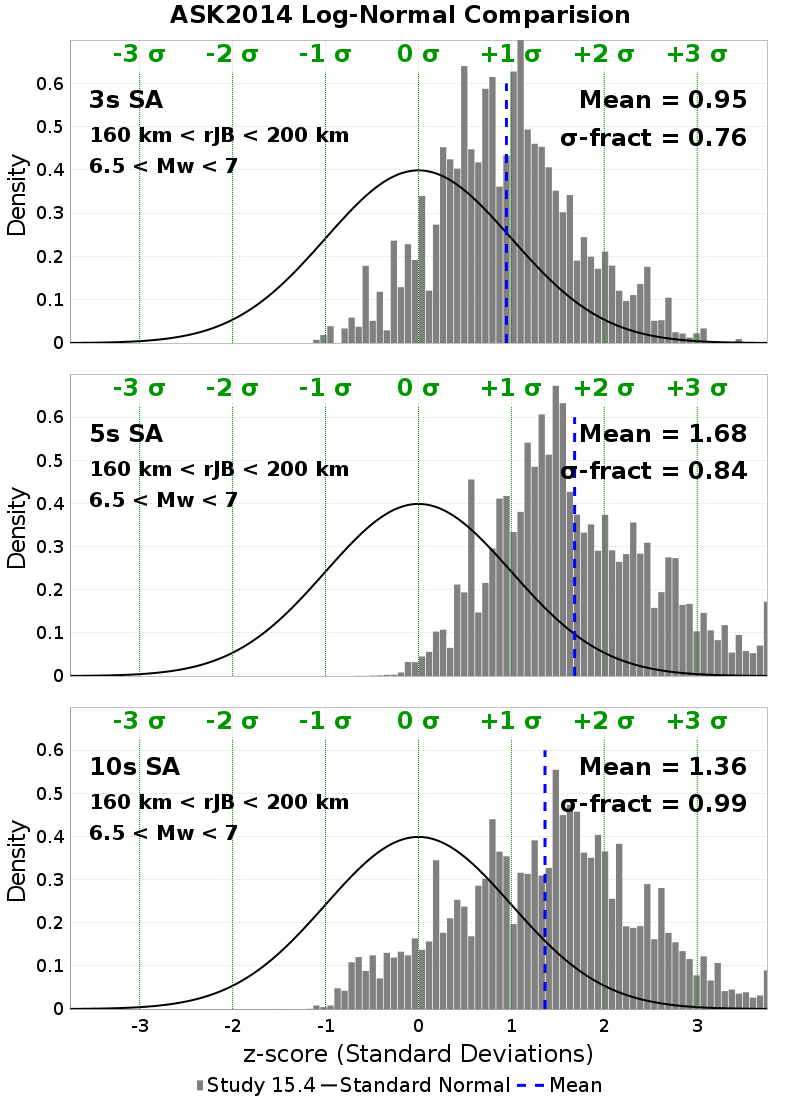 ASK2014 Log-Normal Comparision
-3 σ -2 σ -1 σ 0 σ +1 σ +2 σ +3 σ
3s SA
Mean = 0.95
160 km < rJB < 200 km
σ-fract = 0.76
6.5 < Mw < 7
Density
0.6
0.5
0.4
0.3
0.2
0.1
0
-3 σ -2 σ -1 σ 0 σ +1 σ +2 σ +3 σ
5s SA
Mean = 1.68
160 km < rJB < 200 km
σ-fract = 0.84
6.5 < Mw < 7
Density
0.6
0.5
0.4
0.3
0.2
0.1
0
-3 σ -2 σ -1 σ 0 σ +1 σ +2 σ +3 σ
10s SA
Mean = 1.36
160 km < rJB < 200 km
σ-fract = 0.99
6.5 < Mw < 7
Density
0.6
0.5
0.4
0.3
0.2
0.1
0
-3 -2 -1 0 1 2 3
z-score (Standard Deviations)
Study 15.4 Standard Normal Mean